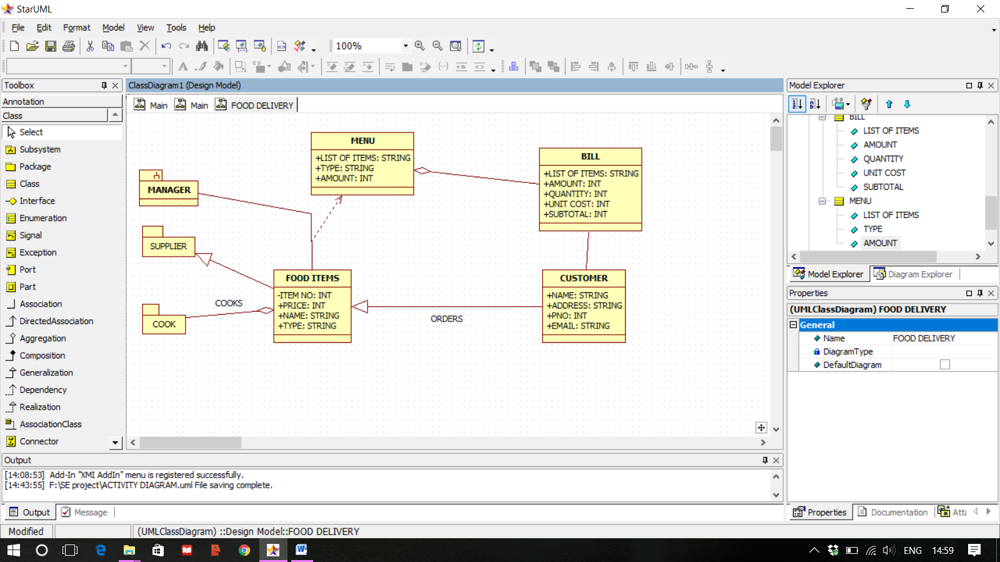 StarUML
File Edit Format Model View Tools Help
100%
Toolbox
Annotation
Class
Select
Subsystem
Package
Class
Interface
Enumeration
Signal
Exception
Port
Part
Association
DirectedAssociation
Aggregation
Composition
Generalization
Dependency
Realization
AssociationClass
Connector
ClassDiagram1 (Design Model)
Main Main FOOD DELIVERY
MENU
+LIST OF ITEMS: STRING
+TYPE: STRING
+AMOUNT: INT
BILL
+LIST OF ITEMS: STRING
+AMOUNT: INT
+QUANTITY: INT
+UNIT COST: INT
+SUBTOTAL: INT
MANAGER
SUPPLIER
COOK
COOKS
FOOD ITEMS
-ITEM NO: INT
+PRICE: INT
+NAME: STRING
+TYPE: STRING
ORDERS
CUSTOMER
+NAME: STRING
+ADDRESS: STRING
+PNO: INT
+EMAIL: STRING
Model Explorer
BILL
LIST OF ITEMS
AMOUNT
QUANTITY
UNIT COST
SUBTOTAL
MENU
LIST OF ITEMS
TYPE
AMOUNT
Model Explorer Diagram Explorer
Properties
(UMLClassDiagram) FOOD DELIVERY
General
Name FOOD DELIVERY
DiagramType
DefaultDiagram
Properties Documentation Atta
Output
[14:08:53] Add-In "XMI AddIn" menu is registered successfully.
[14:43:55] F:\SE project\ACTIVITY DIAGRAM.uml File saving complete.
Output Message
Modified (UMLClassDiagram) ::Design Model::FOOD DELIVERY
ENG 14:59